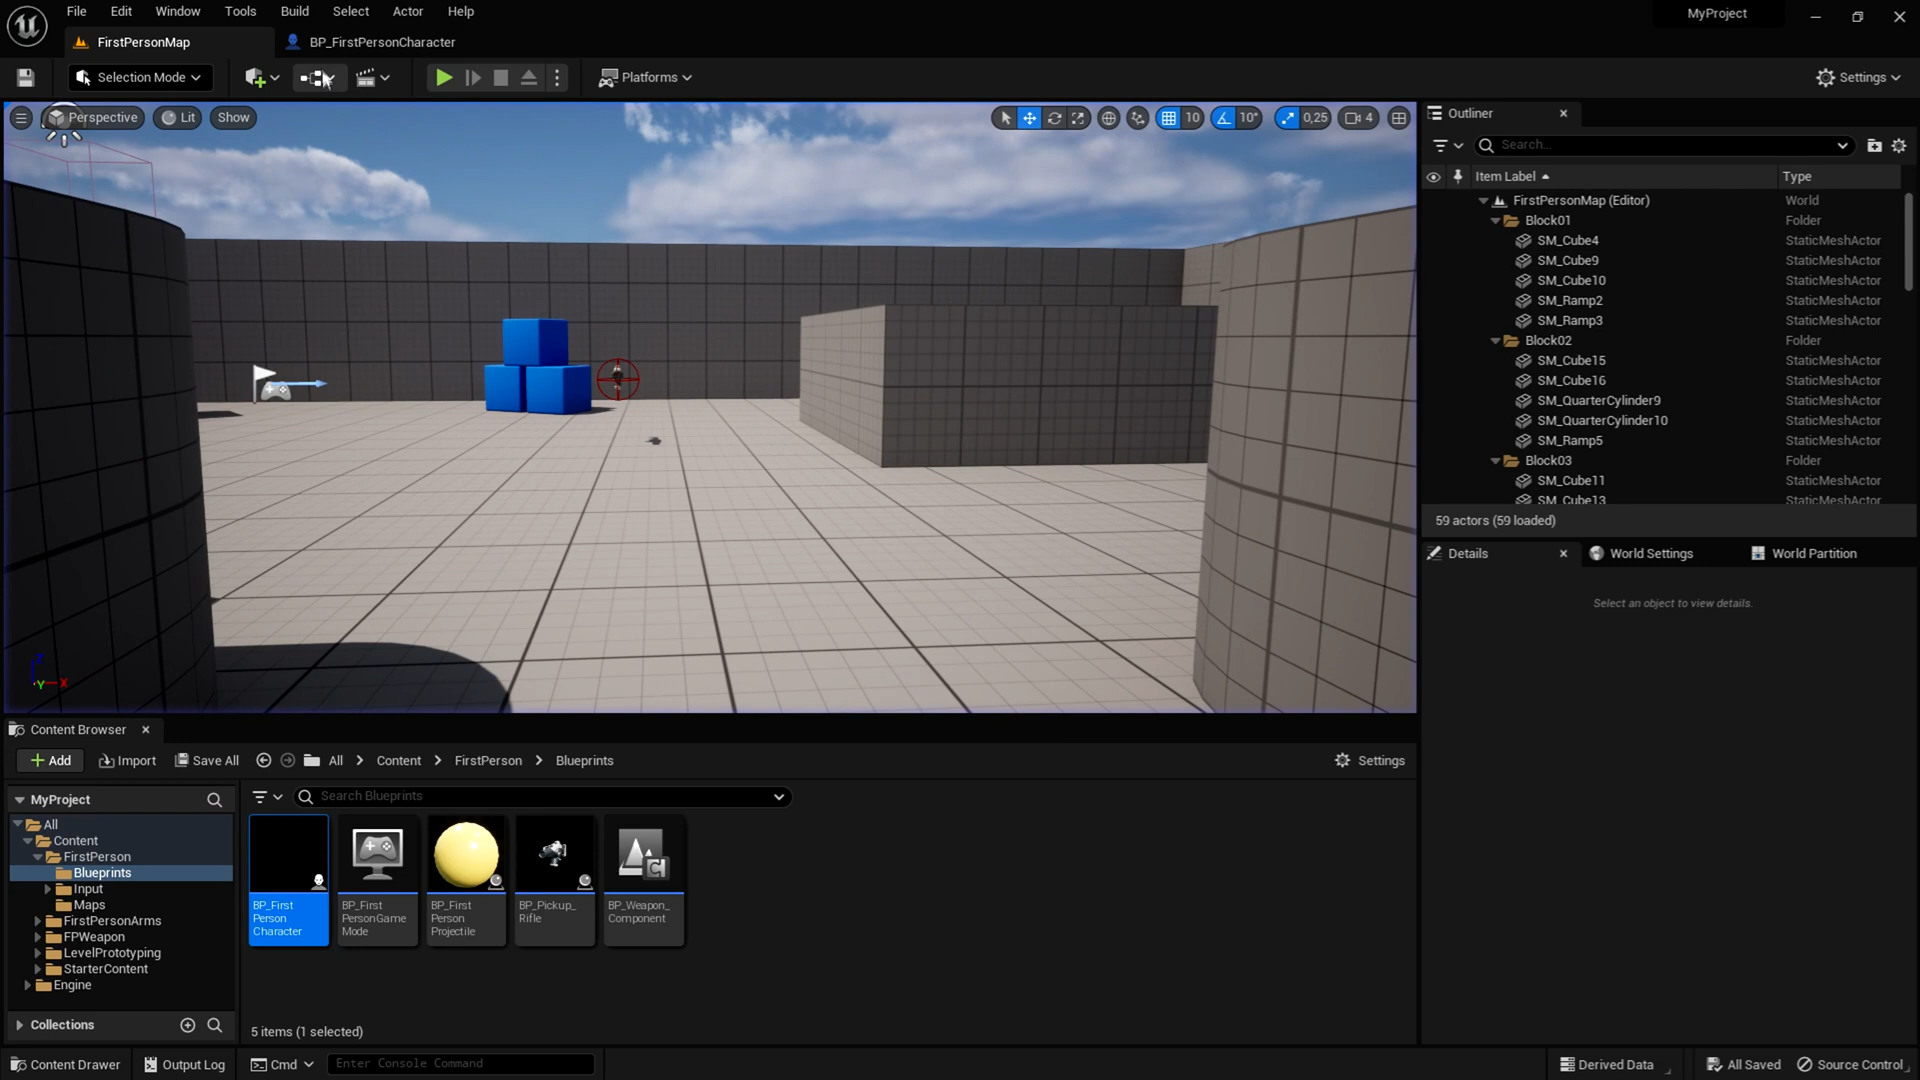 File Edit Window Tools Build Select Actor Help
MyProject
FirstPersonMap
BP_FirstPersonCharacter
Selection Mode
Platforms
Settings
Perspective
Lit
Show
10
10°
0,25
4
Outliner
Search...
Item Label
Type
FirstPersonMap (Editor) World
Block01 Folder
SM_Cube4 StaticMeshActor
SM_Cube9 StaticMeshActor
SM_Cube10 StaticMeshActor
SM_Ramp2 StaticMeshActor
SM_Ramp3 StaticMeshActor
Block02 Folder
SM_Cube15 StaticMeshActor
SM_Cube16 StaticMeshActor
SM_QuarterCylinder9 StaticMeshActor
SM_QuarterCylinder10 StaticMeshActor
SM_Ramp5 StaticMeshActor
Block03 Folder
SM_Cube11 StaticMeshActor
SM_Cube13 StaticMeshActor
59 actors (59 loaded)
Details
World Settings
World Partition
Select an object to view details.
Z
Y
X
Content Browser
Add
Import
Save All
All
Content
FirstPerson
Blueprints
Settings
MyProject
Search Blueprints
All
Content
FirstPerson
Blueprints
Input
Maps
FirstPersonArms
FPWeapon
LevelPrototyping
StarterContent
Engine
BP_First
Person
Character
BP_First
PersonGame
Mode
BP_First
Person
Projectile
BP_Pickup_
Rifle
BP_Weapon_
Component
Collections
5 items (1 selected)
Content Drawer
Output Log
Cmd
Enter Console Command
Derived Data
All Saved
Source Control